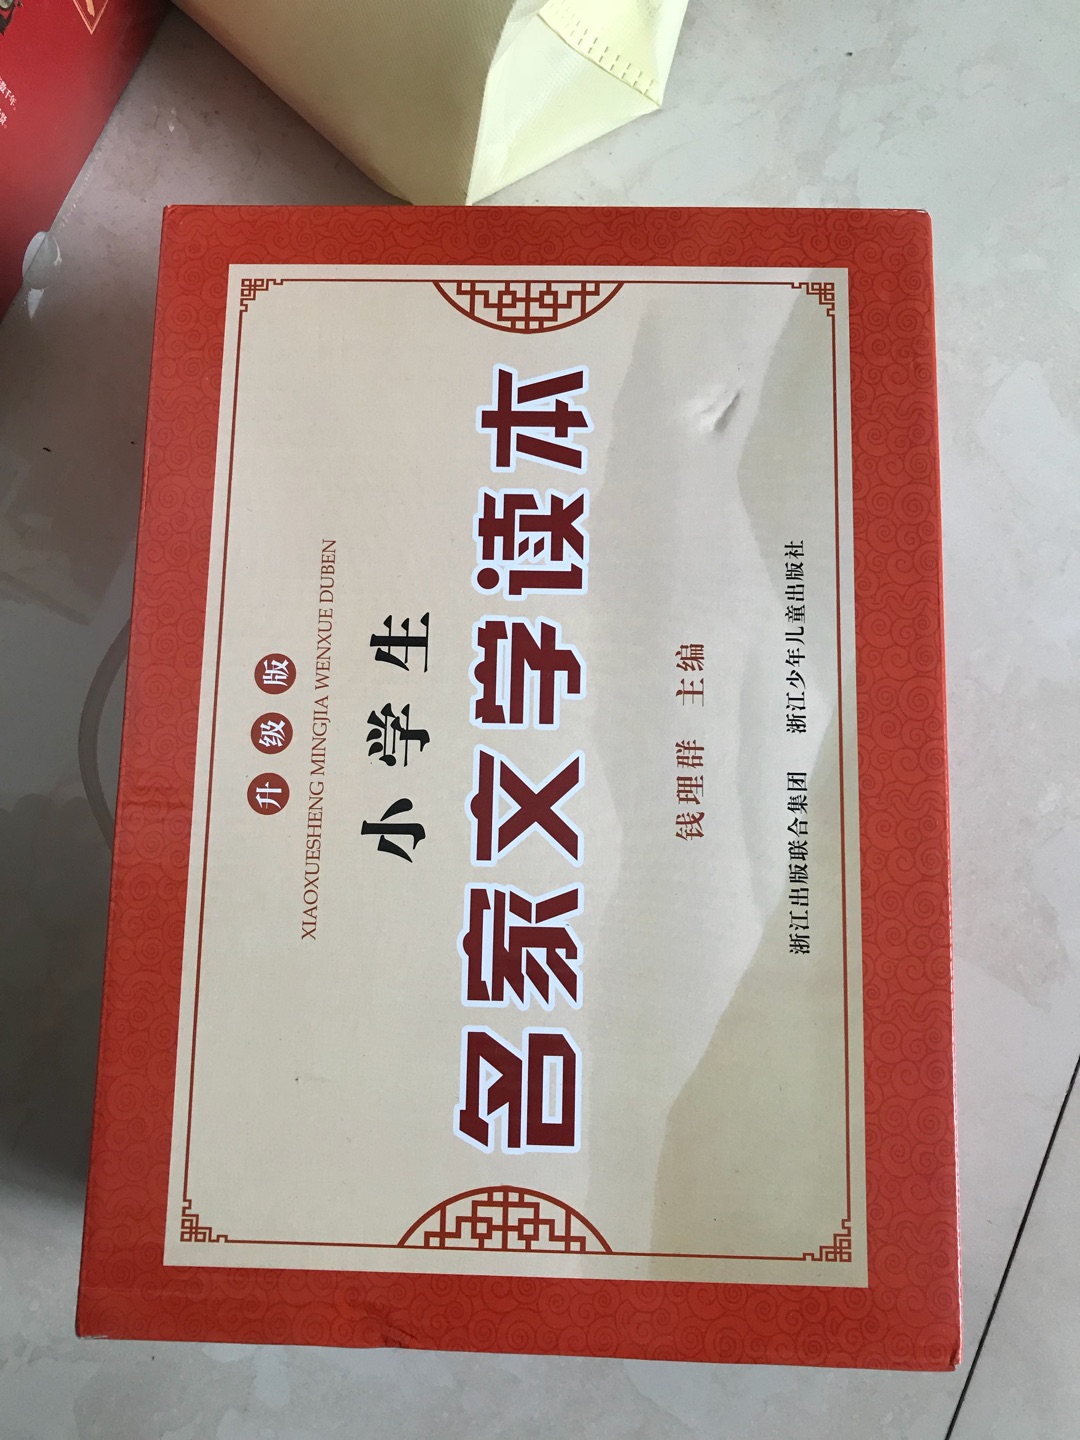 升级版
XIAOXUESHENG MINGJIA WENXUE DUBEN
小学生
名家文学读本
钱理群 主编
浙江出版联合集团 浙江少年儿童出版社